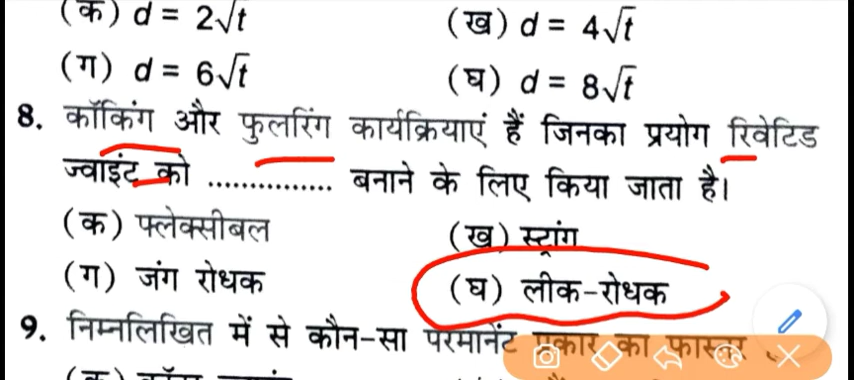 (क) d = 2√t (ख) d = 4√t
(ग) d = 6√t (घ) d = 8√t
8. कॉकिंग और फुलरिंग कार्यक्रियाएं हैं जिनका प्रयोग रिवेटिड
ज्वाइंट को ............... बनाने के लिए किया जाता है।
(क) फ्लेक्सीबल (ख) स्ट्रांग
(ग) जंग रोधक (घ) लीक-रोधक
9. निम्नलिखित में से कौन-सा परमानेंट प्रकार का फास्नर